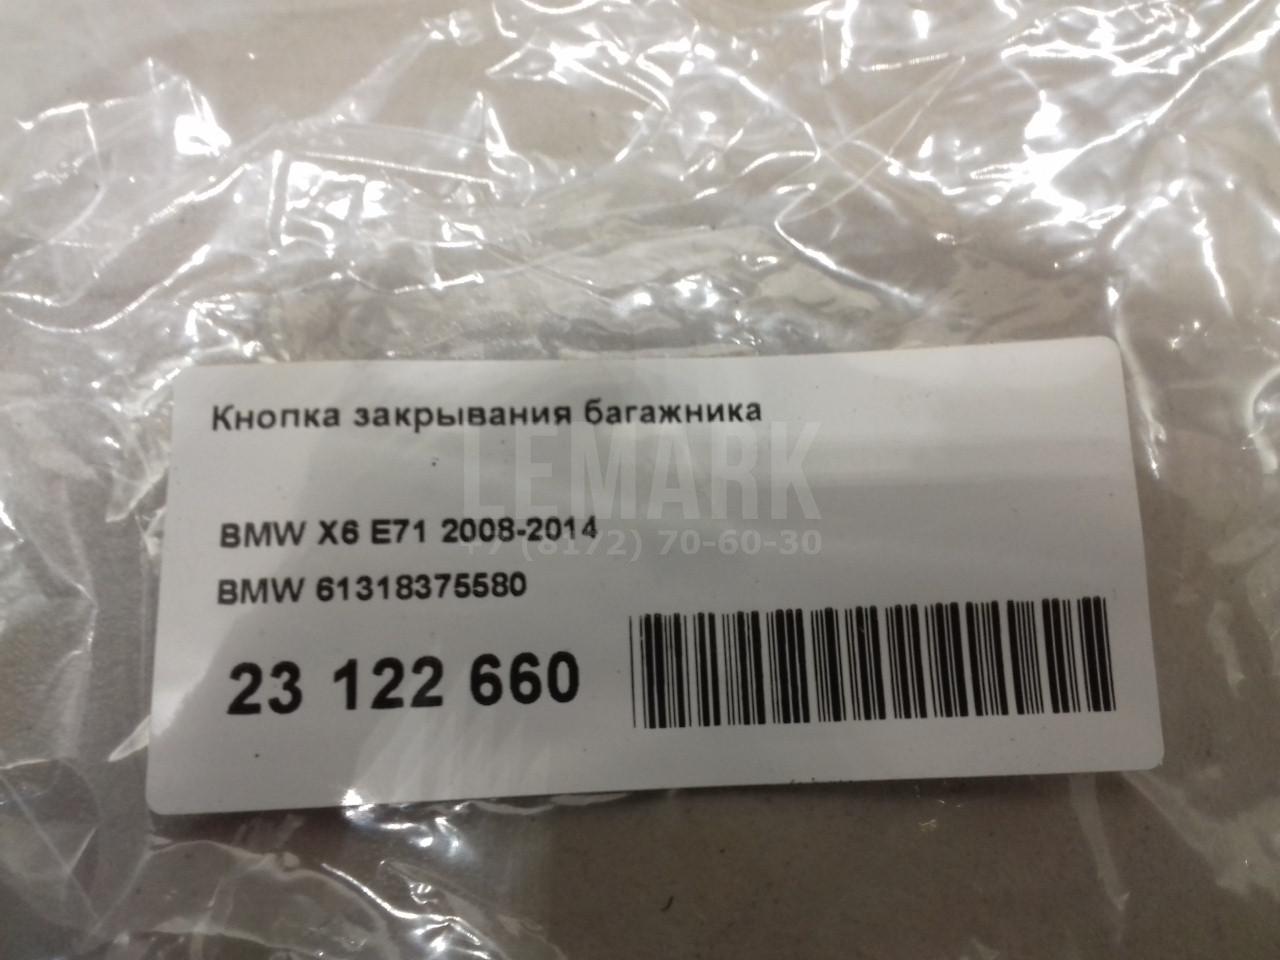 Кнопка закрывания багажника
LEMARK
BMW X6 E71 2008-2014
+7 (8172) 70-60-30
BMW 61318375580
23 122 660